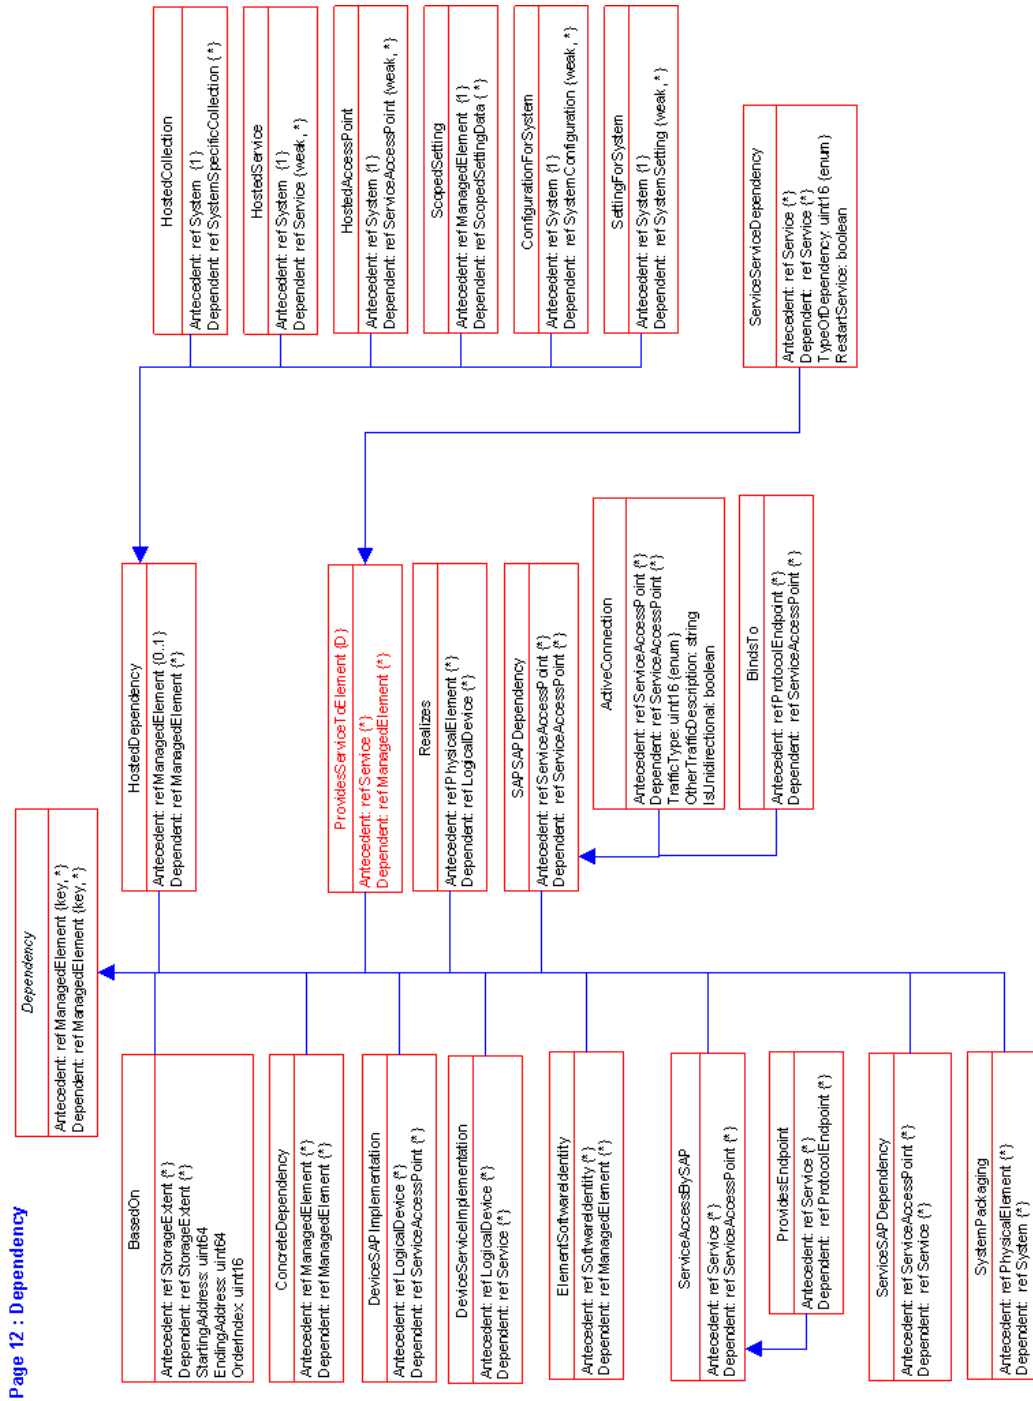 Page 12 : Dependency
Dependency
Antecedent: ref ManagedElement {key, *}
Dependent: ref ManagedElement {key, *}
BasedOn
Antecedent: ref StorageExtent {*}
Dependent: ref StorageExtent {*}
StartingAddress: uint64
EndingAddress: uint64
OrderIndex: uint16
ConcreteDependency
Antecedent: ref ManagedElement {*}
Dependent: ref ManagedElement {*}
DeviceSAPImplementation
Antecedent: ref LogicalDevice {*}
Dependent: ref ServiceAccessPoint {*}
DeviceServiceImplementation
Antecedent: ref LogicalDevice {*}
Dependent: ref Service {*}
ElementSoftwareIdentity
Antecedent: ref SoftwareIdentity {*}
Dependent: ref ManagedElement {*}
ServiceAccessBySAP
Antecedent: ref Service {*}
Dependent: ref ServiceAccessPoint {*}
ProvidesEndpoint
Antecedent: ref Service {*}
Dependent: ref ProtocolEndpoint {*}
ServiceSAPDependency
Antecedent: ref ServiceAccessPoint {*}
Dependent: ref Service {*}
SystemPackaging
Antecedent: ref PhysicalElement {*}
Dependent: ref System {*}
HostedDependency
Antecedent: ref ManagedElement {0..1}
Dependent: ref ManagedElement {*}
ProvidesServiceToElement {D}
Antecedent: ref Service {*}
Dependent: ref ManagedElement {*}
Realizes
Antecedent: ref PhysicalElement {*}
Dependent: ref LogicalDevice {*}
SAPSAPDependency
Antecedent: ref ServiceAccessPoint {*}
Dependent: ref ServiceAccessPoint {*}
ActiveConnection
Antecedent: ref ServiceAccessPoint {*}
Dependent: ref ServiceAccessPoint {*}
TrafficType: uint16 {enum}
OtherTrafficDescription: string
IsUnidirectional: boolean
BindsTo
Antecedent: ref ProtocolEndpoint {*}
Dependent: ref ServiceAccessPoint {*}
HostedCollection
Antecedent: ref System {1}
Dependent: ref SystemSpecificCollection {*}
HostedService
Antecedent: ref System {1}
Dependent: ref Service {weak, *}
HostedAccessPoint
Antecedent: ref System {1}
Dependent: ref ServiceAccessPoint {weak, *}
ScopedSetting
Antecedent: ref ManagedElement {1}
Dependent: ref ScopedSettingData { *}
ConfigurationForSystem
Antecedent: ref System {1}
Dependent: ref SystemConfiguration {weak, *}
SettingForSystem
Antecedent: ref System {1}
Dependent: ref SystemSetting {weak, *}
ServiceServiceDependency
Antecedent: ref Service {*}
Dependent: ref Service {*}
TypeOfDependency: uint16 {enum}
RestartService: boolean